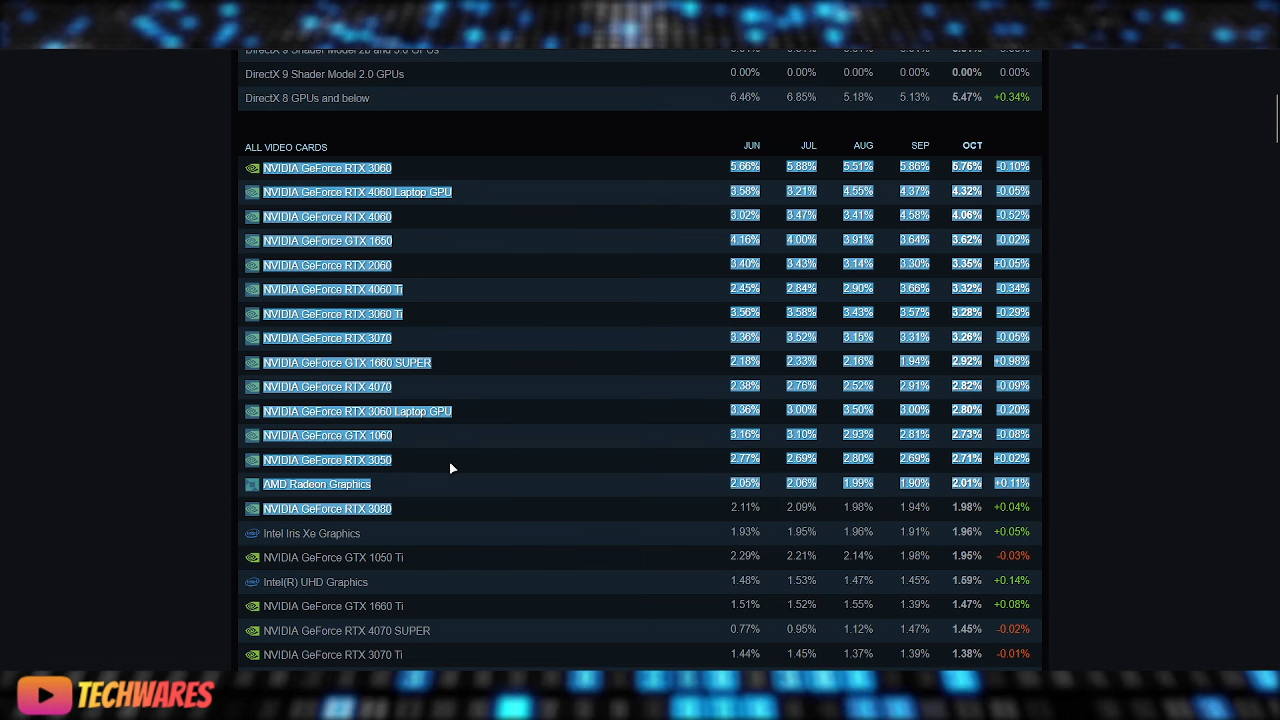 DirectX 9 Shader Model 2b and 3.0 GPUs
DirectX 9 Shader Model 2.0 GPUs 0.00% 0.00% 0.00% 0.00% 0.00% 0.00%
DirectX 8 GPUs and below 6.46% 6.85% 5.18% 5.13% 5.47% +0.34%
ALL VIDEO CARDS JUN JUL AUG SEP OCT
NVIDIA GeForce RTX 3060 5.66% 5.88% 5.51% 5.86% 5.76% -0.10%
NVIDIA GeForce RTX 4060 Laptop GPU 3.58% 3.21% 4.55% 4.37% 4.32% -0.05%
NVIDIA GeForce RTX 4060 3.02% 3.47% 3.41% 4.58% 4.06% -0.52%
NVIDIA GeForce GTX 1650 4.16% 4.00% 3.91% 3.64% 3.62% -0.02%
NVIDIA GeForce RTX 2060 3.40% 3.43% 3.14% 3.30% 3.35% +0.05%
NVIDIA GeForce RTX 4060 Ti 2.45% 2.84% 2.90% 3.66% 3.32% -0.34%
NVIDIA GeForce RTX 3060 Ti 3.56% 3.58% 3.43% 3.57% 3.28% -0.29%
NVIDIA GeForce RTX 3070 3.36% 3.52% 3.15% 3.31% 3.26% -0.05%
NVIDIA GeForce GTX 1660 SUPER 2.18% 2.33% 2.16% 1.94% 2.92% +0.98%
NVIDIA GeForce RTX 4070 2.38% 2.76% 2.52% 2.91% 2.82% -0.09%
NVIDIA GeForce RTX 3060 Laptop GPU 3.36% 3.00% 3.50% 3.00% 2.80% -0.20%
NVIDIA GeForce GTX 1060 3.16% 3.10% 2.93% 2.81% 2.73% -0.08%
NVIDIA GeForce RTX 3050 2.77% 2.69% 2.80% 2.69% 2.71% +0.02%
AMD Radeon Graphics 2.05% 2.06% 1.99% 1.90% 2.01% +0.11%
NVIDIA GeForce RTX 3080 2.11% 2.09% 1.98% 1.94% 1.98% +0.04%
Intel Iris Xe Graphics 1.93% 1.95% 1.96% 1.91% 1.96% +0.05%
NVIDIA GeForce GTX 1050 Ti 2.29% 2.21% 2.14% 1.98% 1.95% -0.03%
Intel(R) UHD Graphics 1.48% 1.53% 1.47% 1.45% 1.59% +0.14%
NVIDIA GeForce GTX 1660 Ti 1.51% 1.52% 1.55% 1.39% 1.47% +0.08%
NVIDIA GeForce RTX 4070 SUPER 0.77% 0.95% 1.12% 1.47% 1.45% -0.02%
NVIDIA GeForce RTX 3070 Ti 1.44% 1.45% 1.37% 1.39% 1.38% -0.01%
TECHWARES